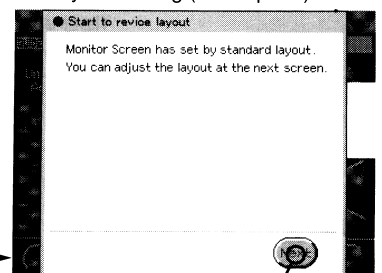 Start to revice layout
Monitor Screen has set by standard layout.
You can adjust the layout at the next screen.